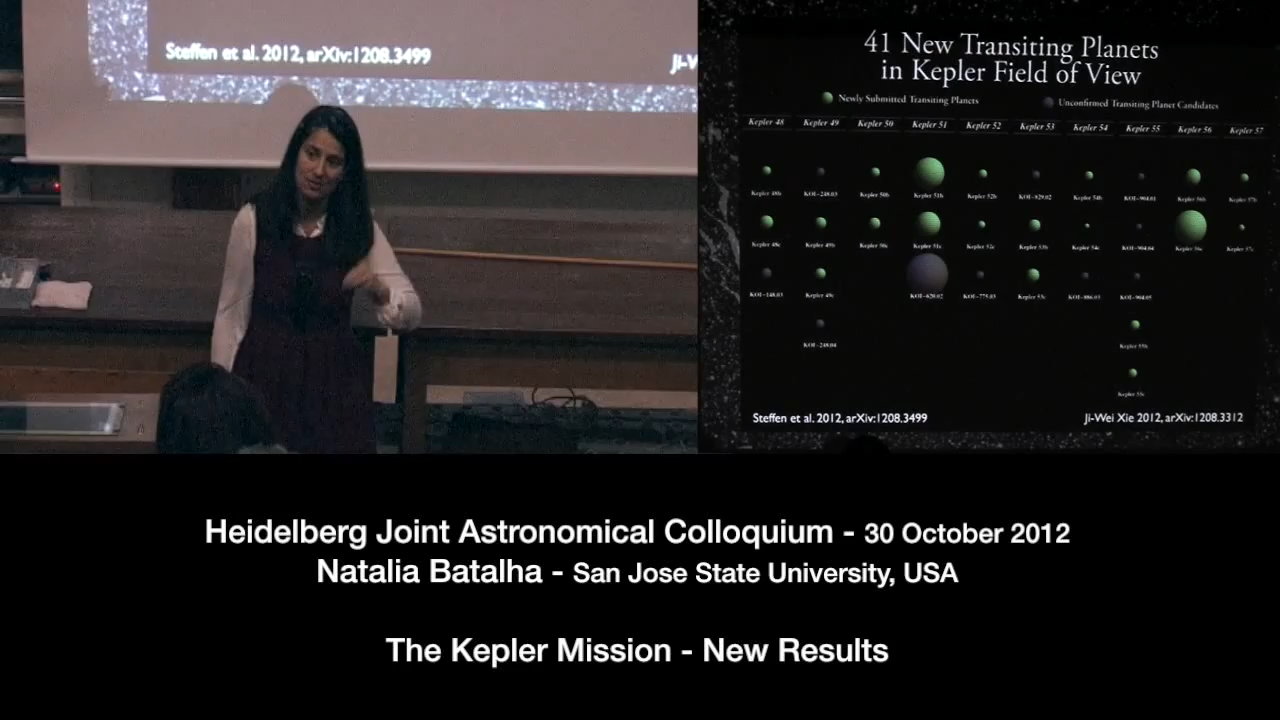 Steffen et al. 2012, arXiv:1208.3499
Ji-W
41 New Transiting Planets
in Kepler Field of View
Newly Submitted Transiting Planets
Unconfirmed Transiting Planet Candidates
Kepler 48 Kepler 49 Kepler 50 Kepler 51 Kepler 52 Kepler 53 Kepler 54 Kepler 55 Kepler 56 Kepler 57
Kepler 48b KOI-248.03 Kepler 50b Kepler 51b Kepler 52b KOI-829.02 Kepler 54b KOI-904.01 Kepler 56b Kepler 57b
Kepler 48c Kepler 49b Kepler 50c Kepler 51c Kepler 52c Kepler 53b Kepler 54c KOI-904.04 Kepler 56c Kepler 57c
KOI-148.03 Kepler 49c KOI-620.02 KOI-775.03 Kepler 53c KOI-886.03 KOI-904.05
KOI-248.04 Kepler 55b
Kepler 55c
Steffen et al. 2012, arXiv:1208.3499
Ji-Wei Xie 2012, arXiv:1208.3312
Heidelberg Joint Astronomical Colloquium - 30 October 2012
Natalia Batalha - San Jose State University, USA
The Kepler Mission - New Results